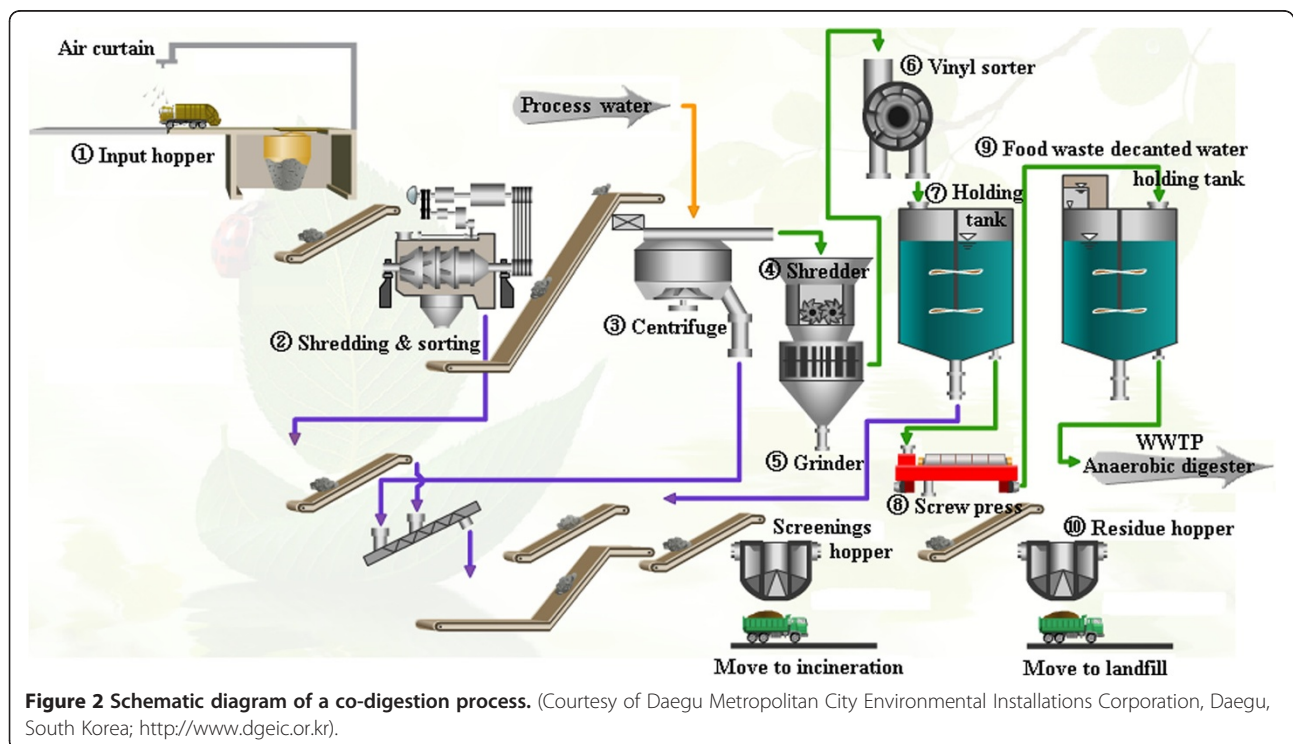 Air curtain
① Input hopper
② Shredding & sorting
Process water
③ Centrifuge
④ Shredder
⑤ Grinder
⑥ Vinyl sorter
⑦ Holding
tank
⑧ Screw press
⑨ Food waste decanted water
holding tank
WWTP
Anaerobic digester
Screenings
hopper
Move to incineration
⑩ Residue hopper
Move to landfill
Figure 2 Schematic diagram of a co-digestion process. (Courtesy of Daegu Metropolitan City Environmental Installations Corporation, Daegu,
South Korea; http://www.dgeic.or.kr).